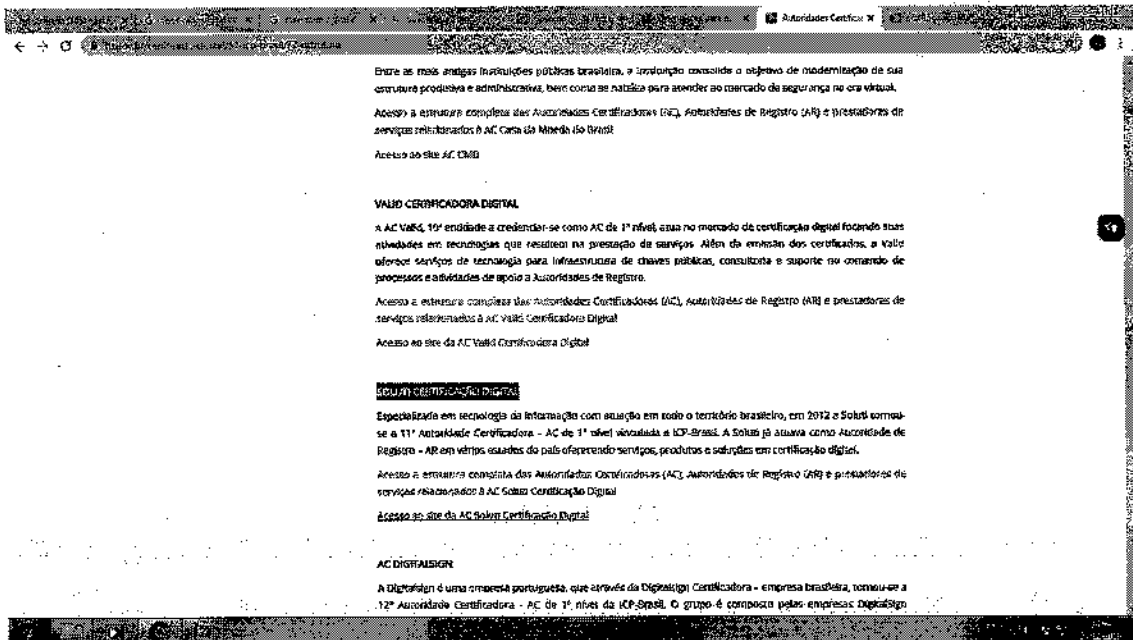 Autoridades Certificac
Entre as mais antigas instituições públicas brasileira, a instituição consolida o objetivo de modernização de sua
estrutura produtiva e administrativa, bem como se habiliza para atender ao mercado de segurança na era virtual.
Acesso a estrutura completa das Autoridades Certificadoras (AC), Autoridades de Registro (AR) e prestadores de
serviços relacionados à AC Casa da Moeda do Brasil
Acesso ao site AC CMB
VALID CERTIFICADORA DIGITAL
A AC Valid, 10ª entidade a credenciar-se como AC de 1º nível, atua no mercado de certificação digital focando suas
atividades em tecnologias que resultem na prestação de serviços. Além da emissão dos certificados, a Valid
oferece serviços de tecnologia para infraestrutura de chaves públicas, consultoria e suporte no comando de
processos e atividades de apoio a Autoridades de Registro.
Acesso a estrutura completa das Autoridades Certificadoras (AC), Autoridades de Registro (AR) e prestadores de
serviços relacionados à AC Valid Certificadora Digital
Acesso ao site da AC Valid Certificadora Digital
SOLUTI CERTIFICAÇÃO DIGITAL
Especializada em tecnologia da informação com atuação em todo o território brasileiro, em 2012 a Soluti tornou-
se a 11ª Autoridade Certificadora - AC de 1º nível vinculada a ICP-Brasil. A Soluti já atuava como Autoridade de
Registro - AR em vários estados do país oferecendo serviços, produtos e soluções em certificação digital.
Acesso a estrutura completa das Autoridades Certificadoras (AC), Autoridades de Registro (AR) e prestadores de
serviços relacionados à AC Soluti Certificação Digital
Acesso ao site da AC Soluti Certificação Digital
AC DIGITALSIGN
A Digitalsign é uma empresa portuguesa, que através da Digitalsign Certificadora - empresa brasileira, tornou-se a
12ª Autoridade Certificadora - AC de 1º nível da ICP-Brasil. O grupo é composto pelas empresas DigitalSign